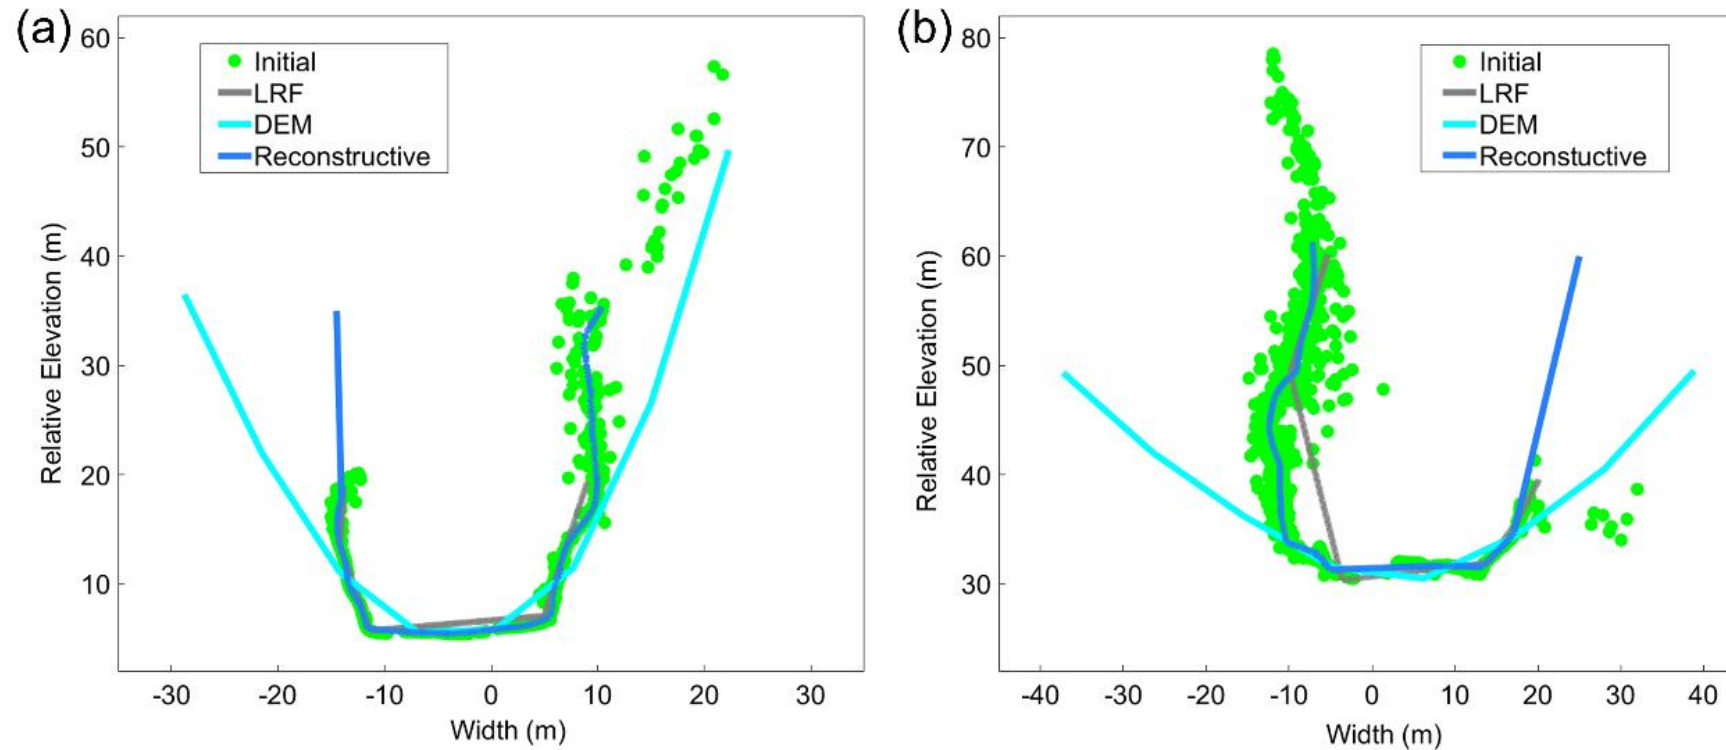 (a)
60
50
40
30
20
10
Relative Elevation (m)
Initial
LRF
DEM
Reconstructive
-30 -20 -10 0 10 20 30
Width (m)
(b)
80
70
60
50
40
30
Relative Elevation (m)
Initial
LRF
DEM
Reconstuctive
-40 -30 -20 -10 0 10 20 30 40
Width (m)